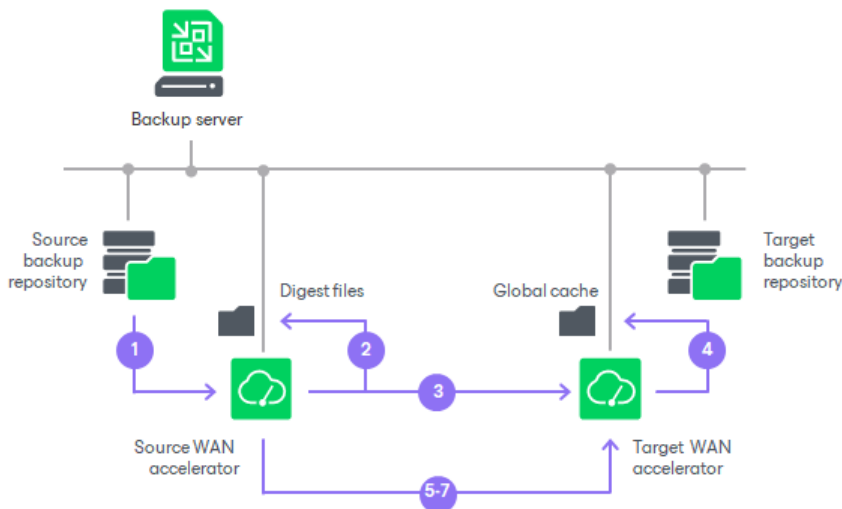 Backup server
Source
backup
repository
Digest files
Global cache
Target
backup
repository
1
2
3
4
Source WAN
accelerator
Target WAN
accelerator
5-7